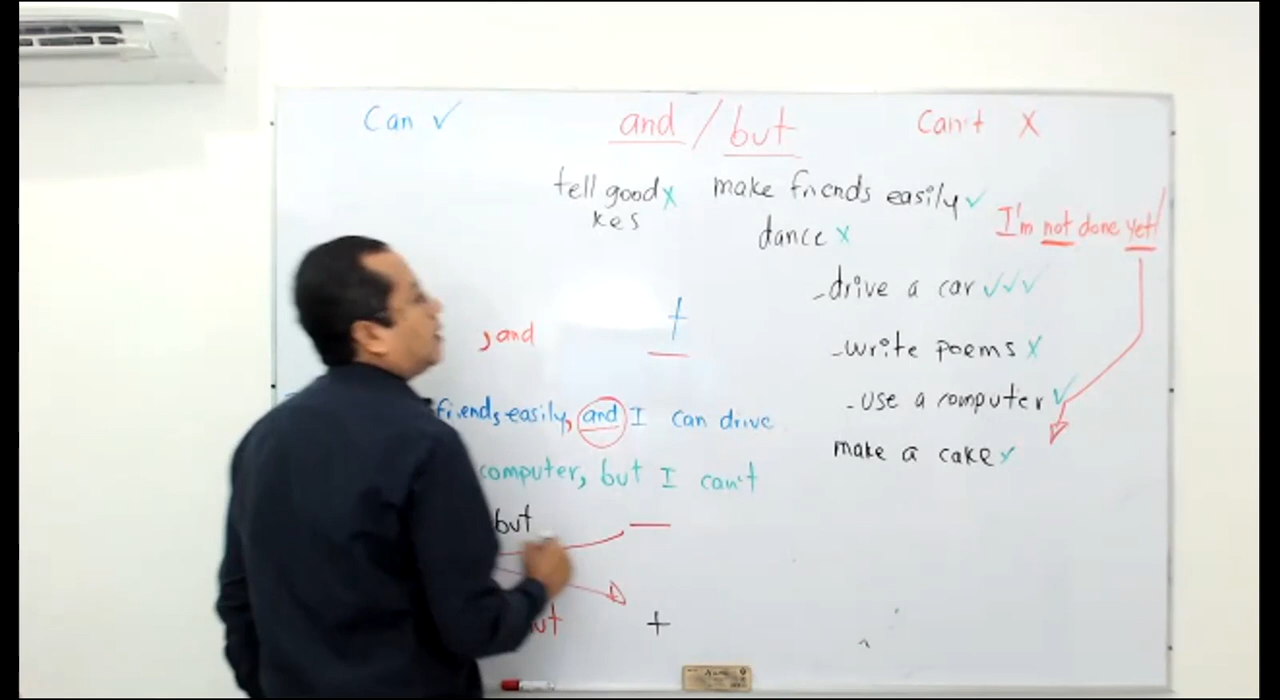 Can ✓ and / but Can't X
tell good X make friends easily ✓
kes dance X I'm not done yet!
- drive a car ✓✓✓
, and +
- write poems X
friends easily, and I can drive - use a computer ✓
make a cake ✓
computer, but I can't
but —
+